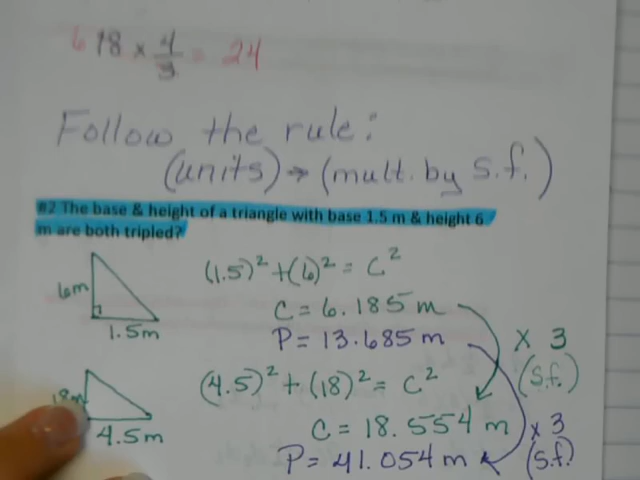 6 18 × 4/3 = 24
Follow the rule:
(units) → (mult. by s.f.)
#2 The base & height of a triangle with base 1.5 m & height 6
m are both tripled?
6m
1.5m
(1.5)² + (6)² = C²
C = 6.185 m
P = 13.685 m
× 3
(s.f.)
18m
4.5m
(4.5)² + (18)² = C²
C = 18.554 m
P = 41.054 m
× 3
(s.f.)